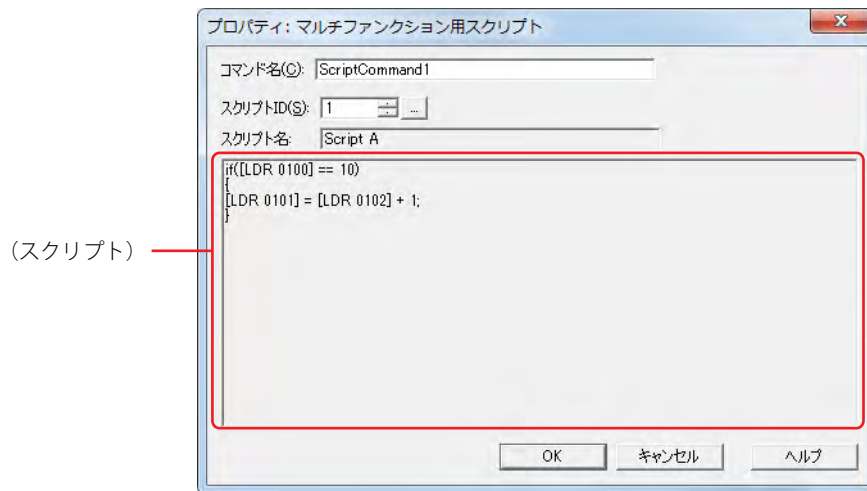 プロパティ: マルチファンクション用スクリプト
コマンド名(C): ScriptCommand1
スクリプトID(S): 1 ...
スクリプト名: Script A
if([LDR 0100] == 10)
{
[LDR 0101] = [LDR 0102] + 1;
}
（スクリプト）
OK キャンセル ヘルプ